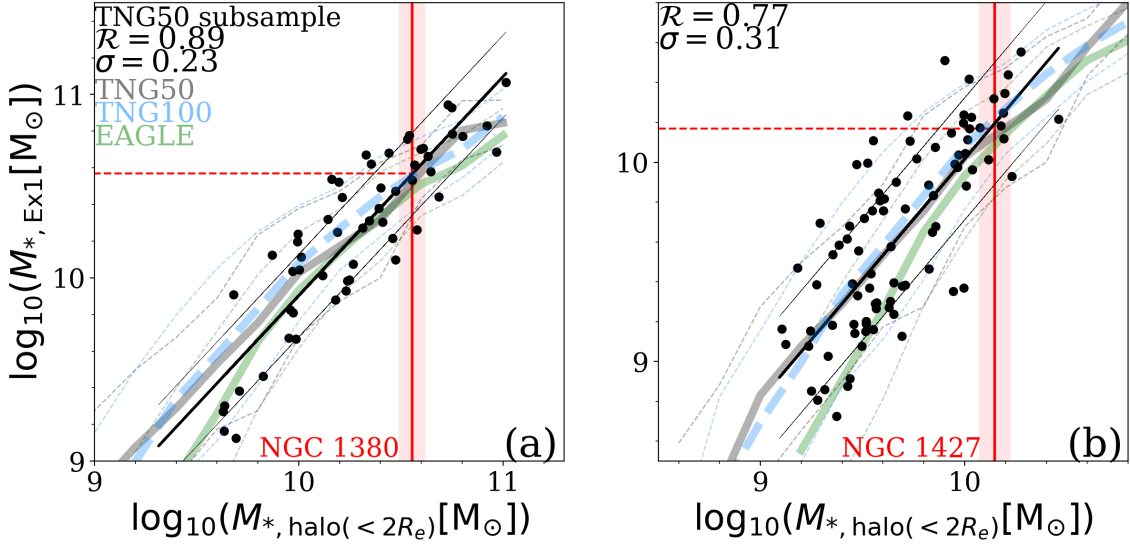 TNG50 subsample
ℛ = 0.89
σ = 0.23
TNG50
TNG100
EAGLE
11
10
9
log₁₀(M*, Ex1[M⊙])
NGC 1380
(a)
9 10 11
log₁₀(M*, halo(<2Rₑ)[M⊙])
ℛ = 0.77
σ = 0.31
10
9
NGC 1427
(b)
9 10
log₁₀(M*, halo(<2Rₑ)[M⊙])